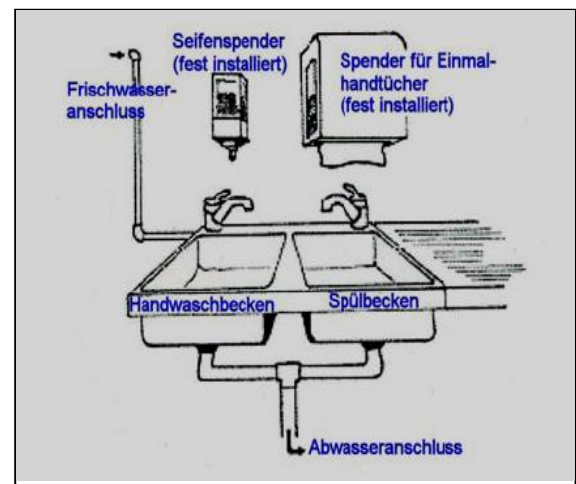 Seifenspender
(fest installiert)
Spender für Einmal-
handtücher
(fest installiert)
Frischwasser-
anschluss
Handwaschbecken
Spülbecken
Abwasseranschluss